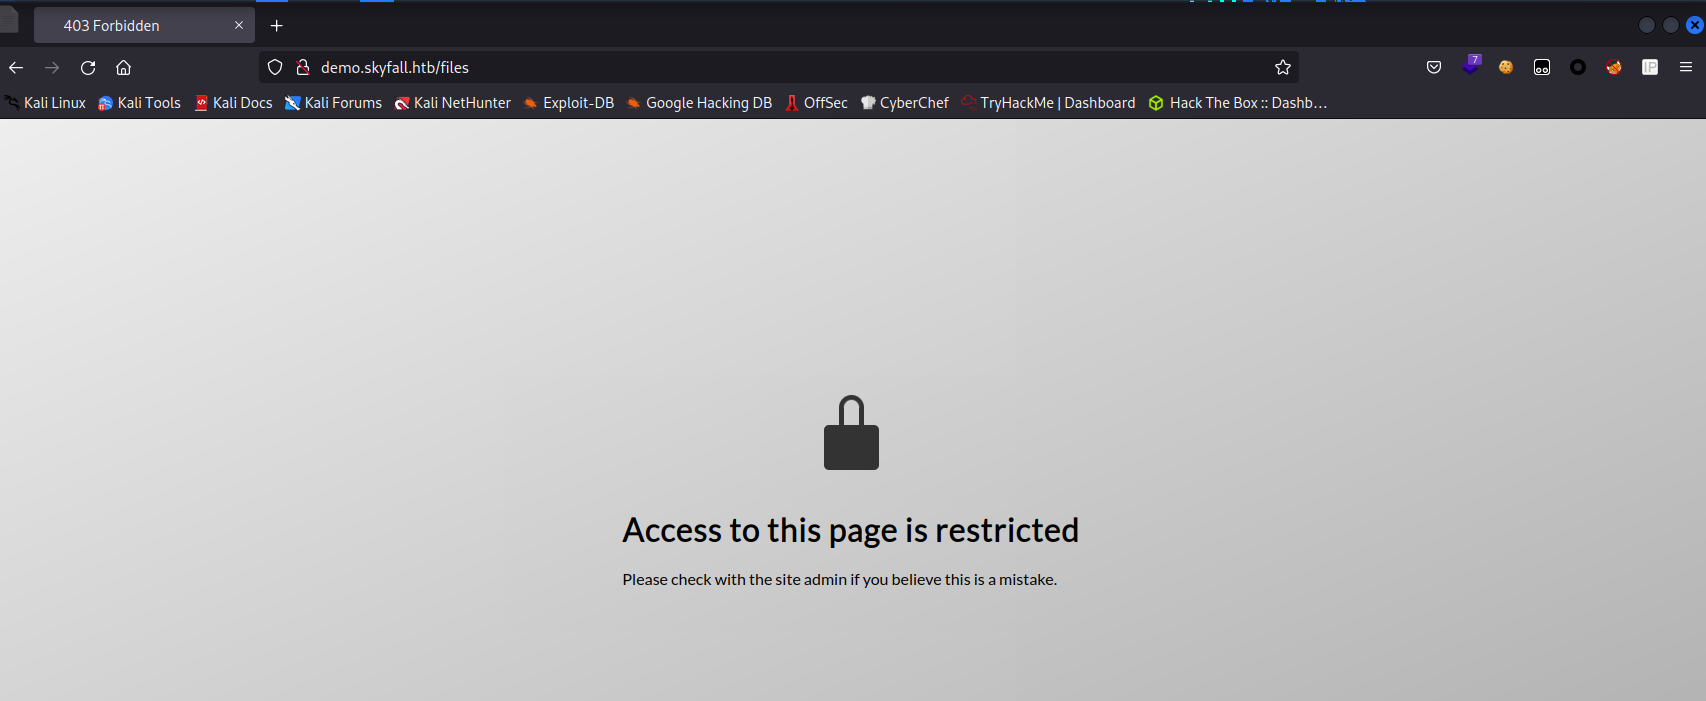 403 Forbidden
demo.skyfall.htb/files
7
IP
Kali Linux Kali Tools Kali Docs Kali Forums Kali NetHunter Exploit-DB Google Hacking DB OffSec CyberChef TryHackMe | Dashboard Hack The Box :: Dashb...
Access to this page is restricted
Please check with the site admin if you believe this is a mistake.